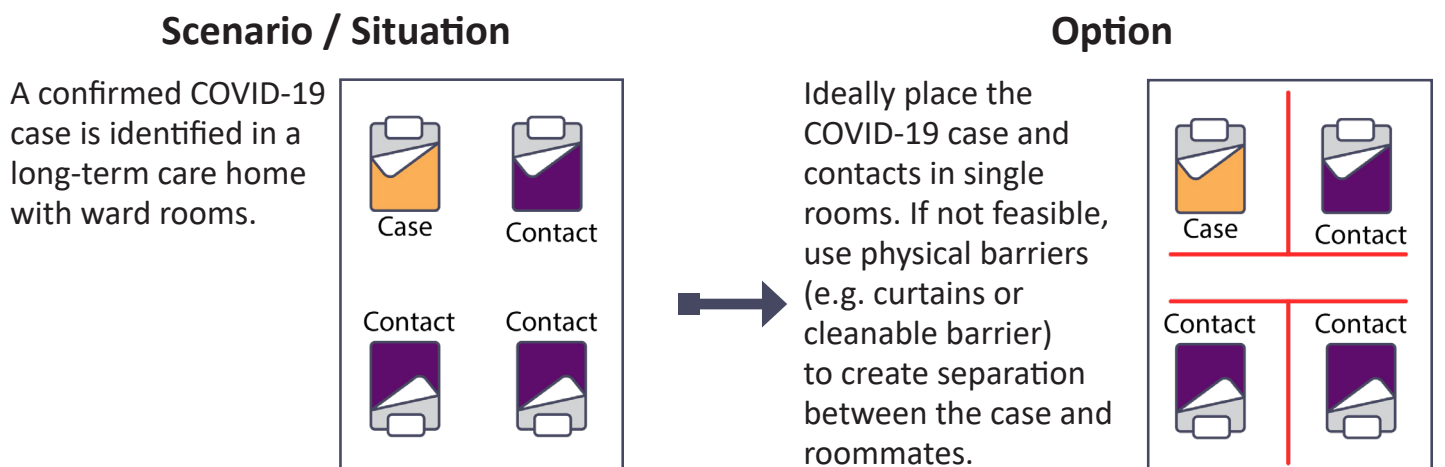 Scenario / Situation
Option
A confirmed COVID-19
case is identified in a
long-term care home
with ward rooms.
Case
Contact
Contact
Contact
Ideally place the
COVID-19 case and
contacts in single
rooms. If not feasible,
use physical barriers
(e.g. curtains or
cleanable barrier)
to create separation
between the case and
roommates.
Case
Contact
Contact
Contact